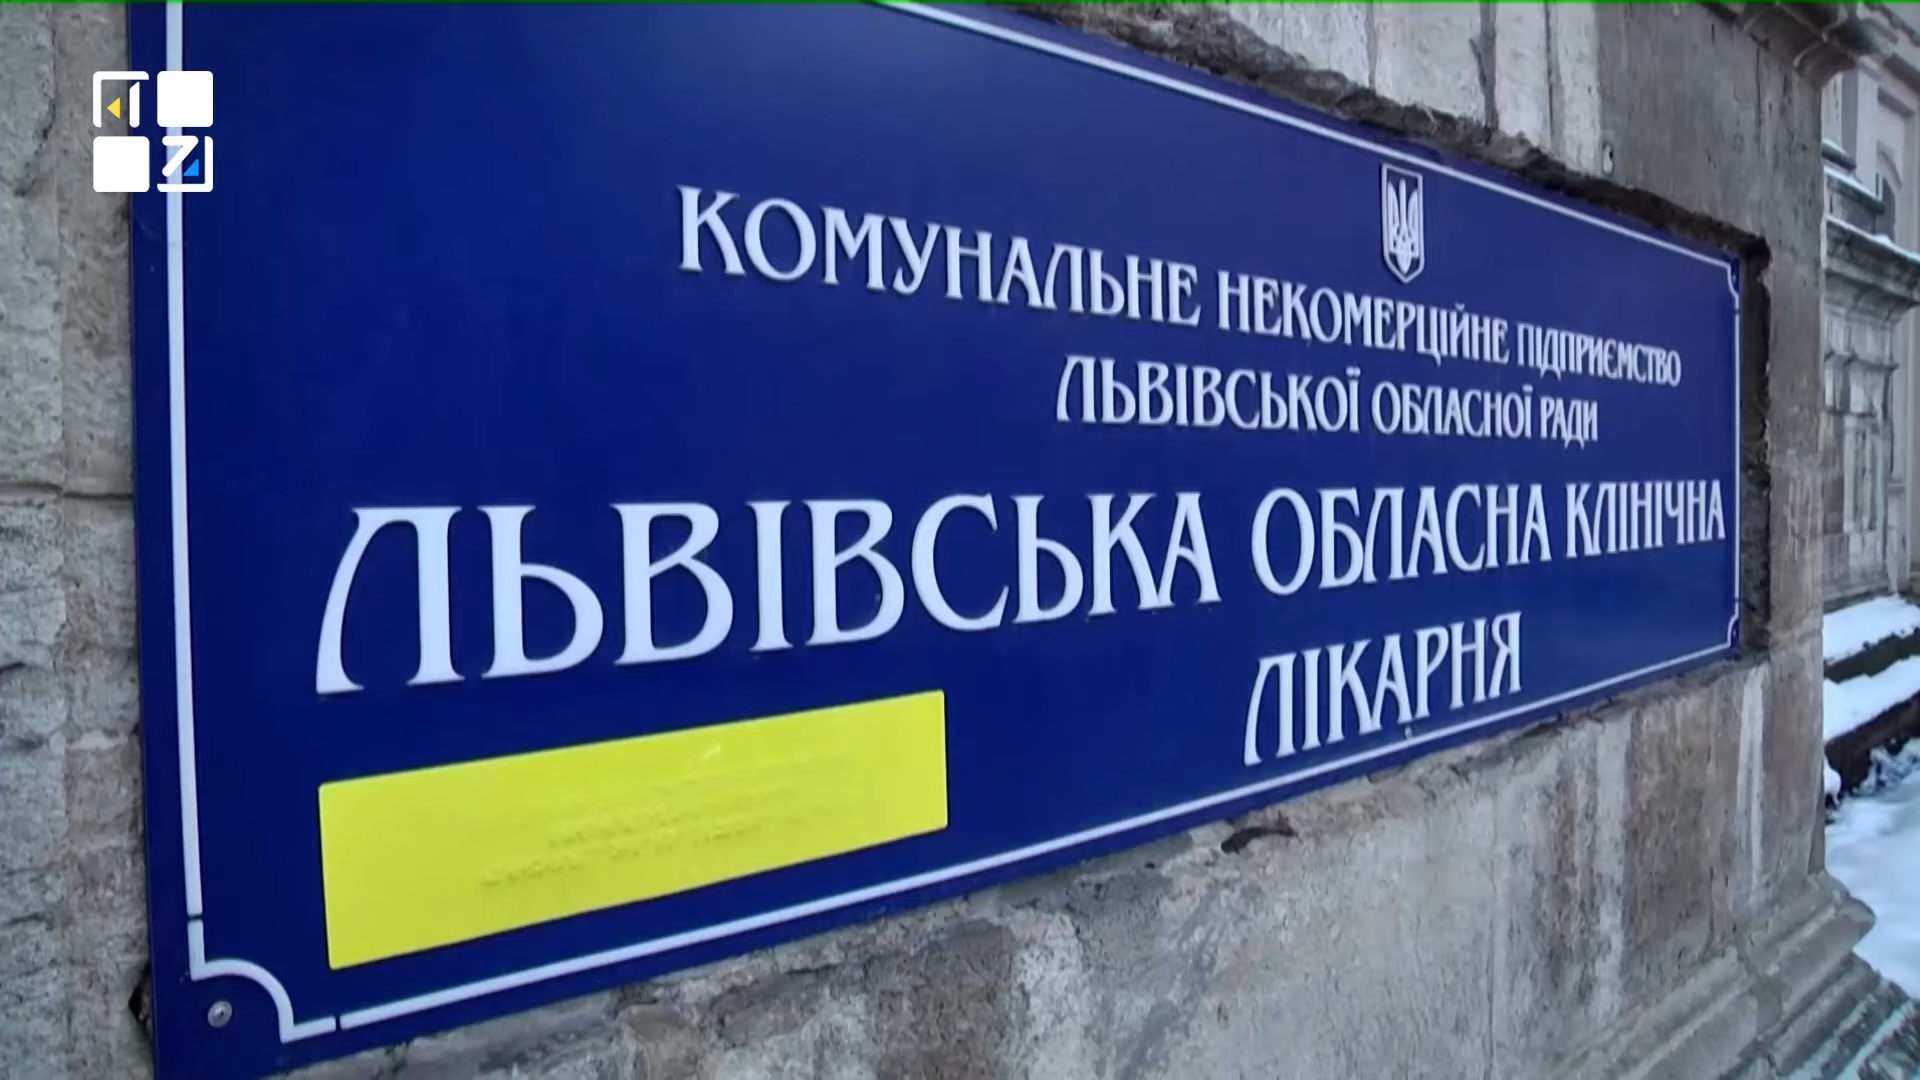 КОМУНАЛЬНЕ НЕКОМЕРЦІЙНЕ ПІДПРИЄМСТВО
ЛЬВІВСЬКОЇ ОБЛАСНОЇ РАДИ
ЛЬВІВСЬКА ОБЛАСНА КЛІНІЧНА
ЛІКАРНЯ